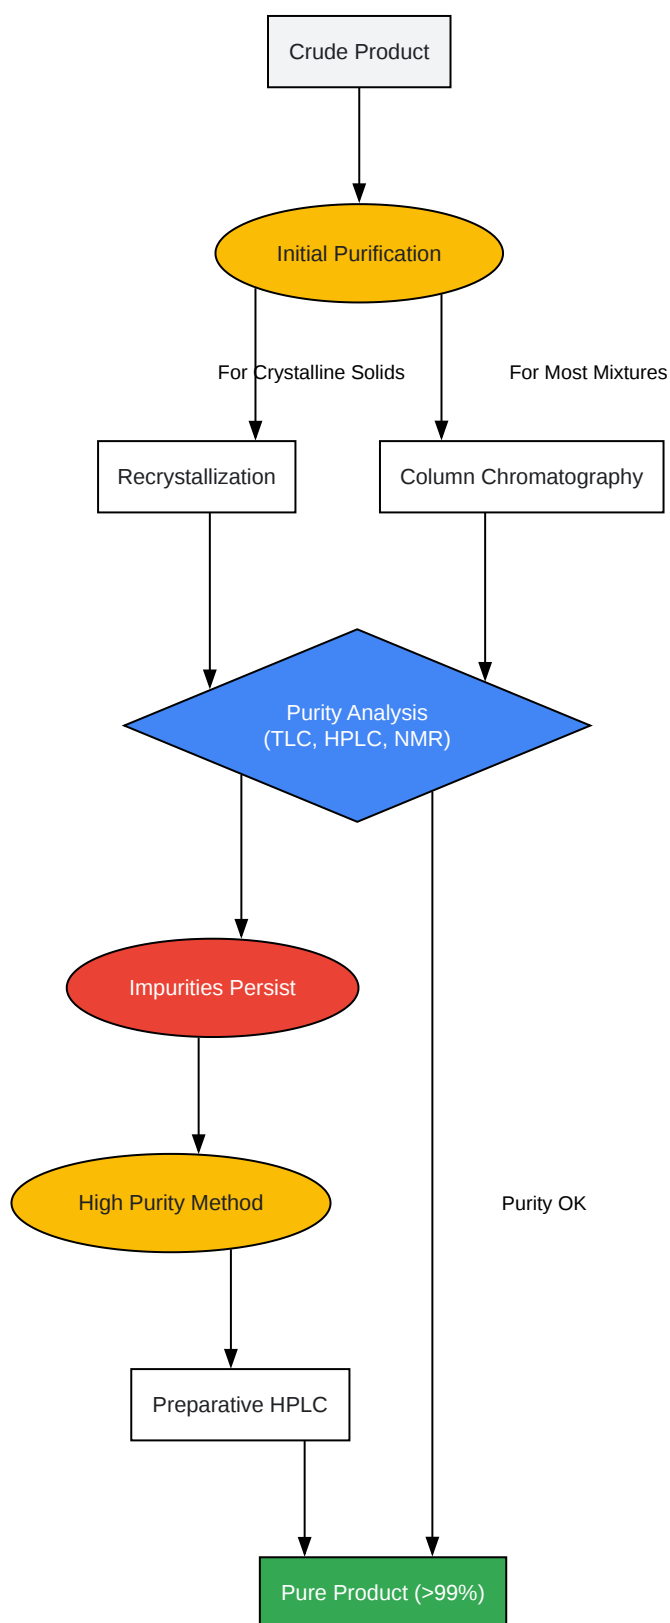 Crude Product
Initial Purification
For Crystalline Solids
For Most Mixtures
Recrystallization
Column Chromatography
Purity Analysis
(TLC, HPLC, NMR)
Impurities Persist
High Purity Method
Purity OK
Preparative HPLC
Pure Product (>99%)